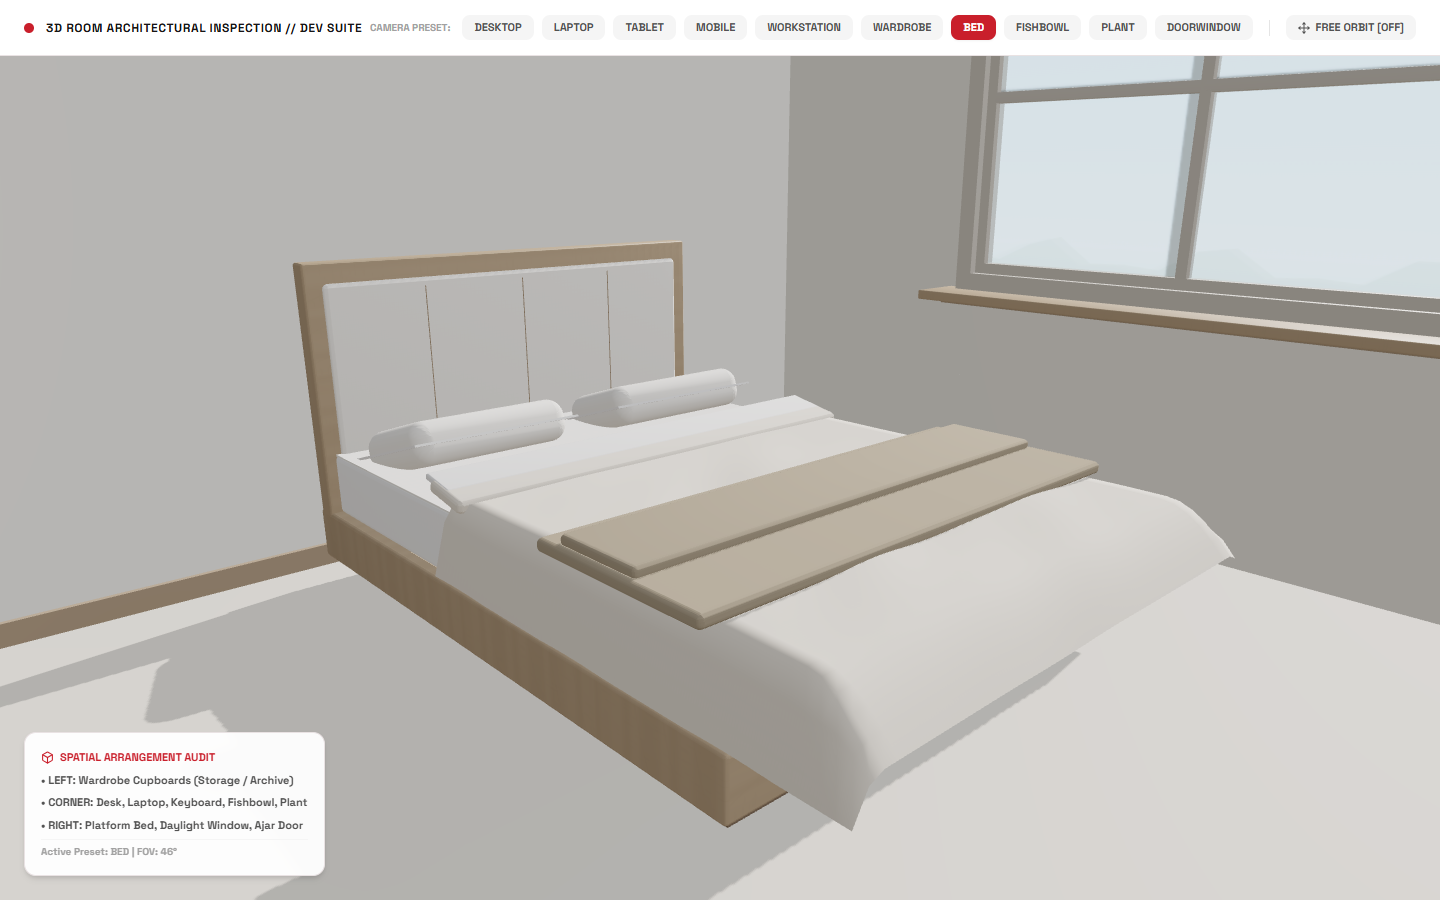 3D ROOM ARCHITECTURAL INSPECTION // DEV SUITE
CAMERA PRESET:
DESKTOP
LAPTOP
TABLET
MOBILE
WORKSTATION
WARDROBE
BED
FISHBOWL
PLANT
DOORWINDOW
FREE ORBIT [OFF]
SPATIAL ARRANGEMENT AUDIT
• LEFT: Wardrobe Cupboards (Storage / Archive)
• CORNER: Desk, Laptop, Keyboard, Fishbowl, Plant
• RIGHT: Platform Bed, Daylight Window, Ajar Door
Active Preset: BED | FOV: 46°